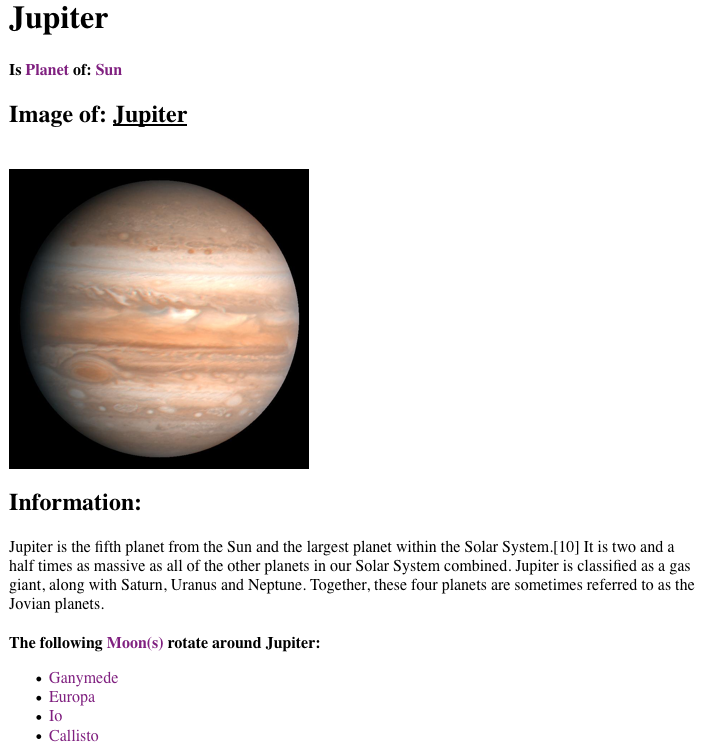 Jupiter
Is Planet of: Sun
Image of: Jupiter
Information:
Jupiter is the fifth planet from the Sun and the largest planet within the Solar System.[10] It is two and a
half times as massive as all of the other planets in our Solar System combined. Jupiter is classified as a gas
giant, along with Saturn, Uranus and Neptune. Together, these four planets are sometimes referred to as the
Jovian planets.
The following Moon(s) rotate around Jupiter:
• Ganymede
• Europa
• Io
• Callisto